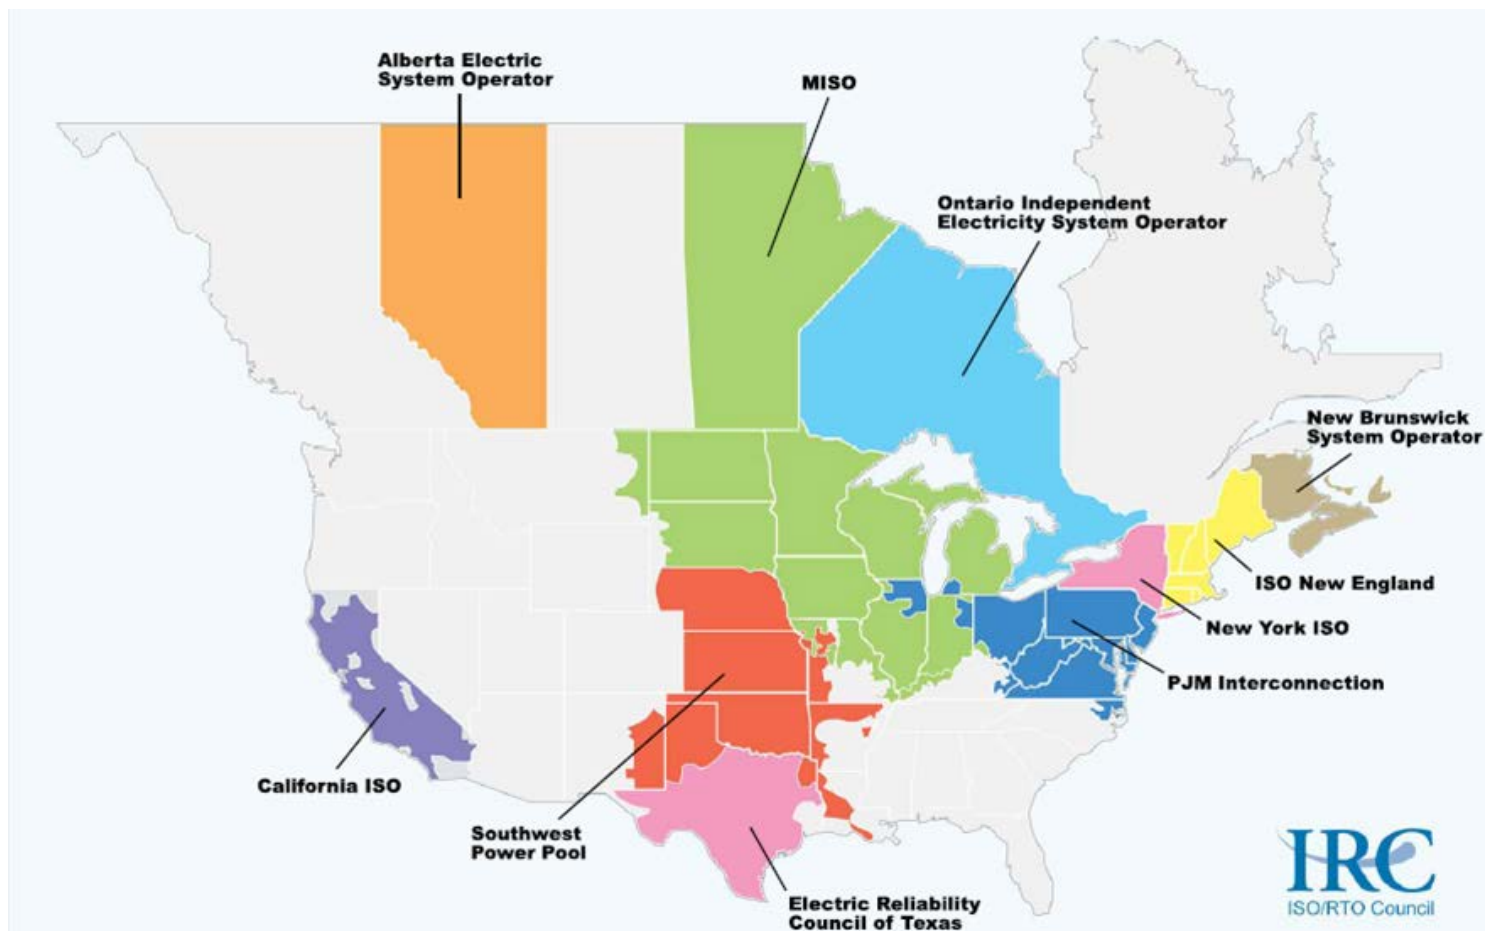 Alberta Electric
System Operator
MISO
Ontario Independent
Electricity System Operator
New Brunswick
System Operator
ISO New England
New York ISO
PJM Interconnection
California ISO
Southwest
Power Pool
Electric Reliability
Council of Texas
IRC
ISO/RTO Council